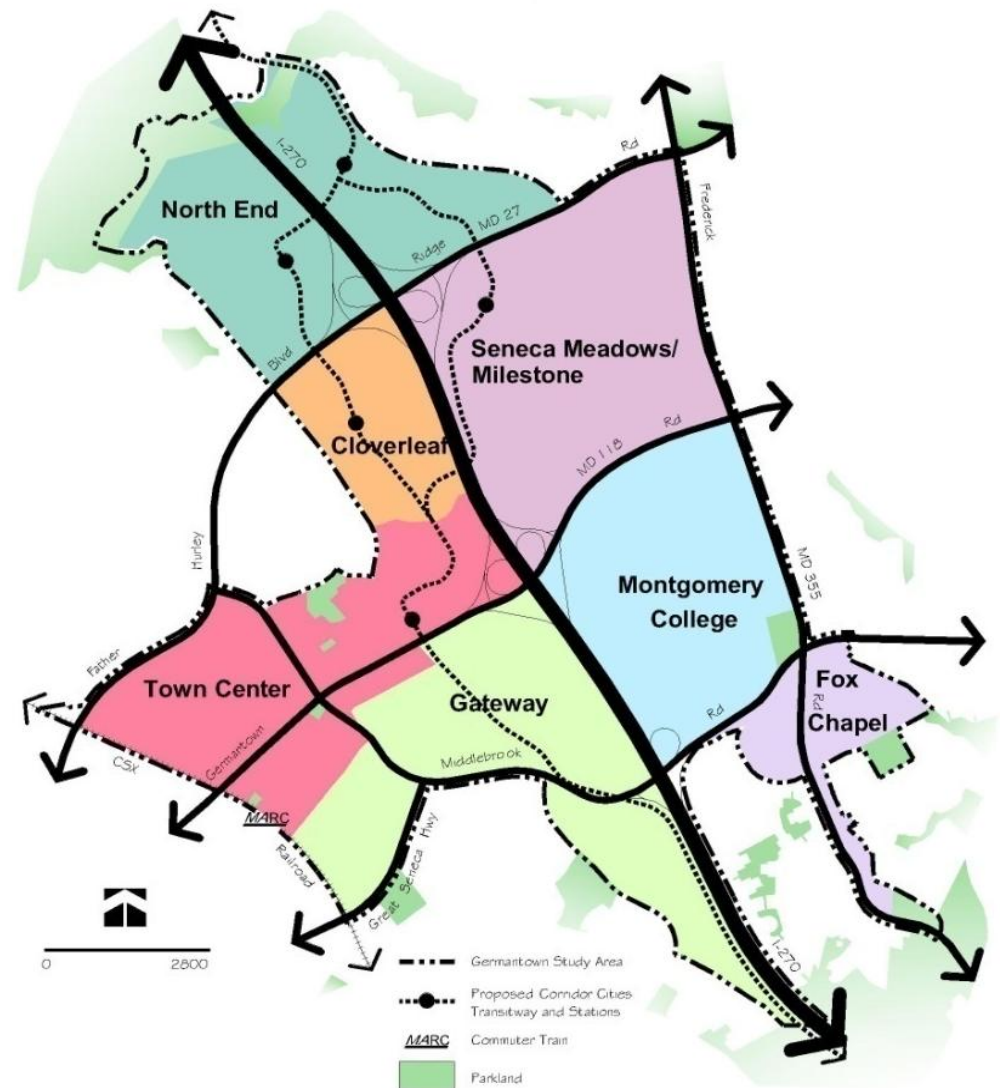 I-270
Rd
North End
Frederick
MD 27
Ridge
Seneca Meadows/
Milestone
Blvd
Cloverleaf
Rd
MD 118
Hurley
MD 355
Montgomery
College
Father
Town Center
Gateway
Rd
Fox
Rd
Chapel
CSX
Germantown
Middlebrook
MARC
Railroad
Great Seneca Hwy
I-270
0 2800
Germantown Study Area
Proposed Corridor Cities
Transitway and Stations
MARC Commuter Train
Parkland